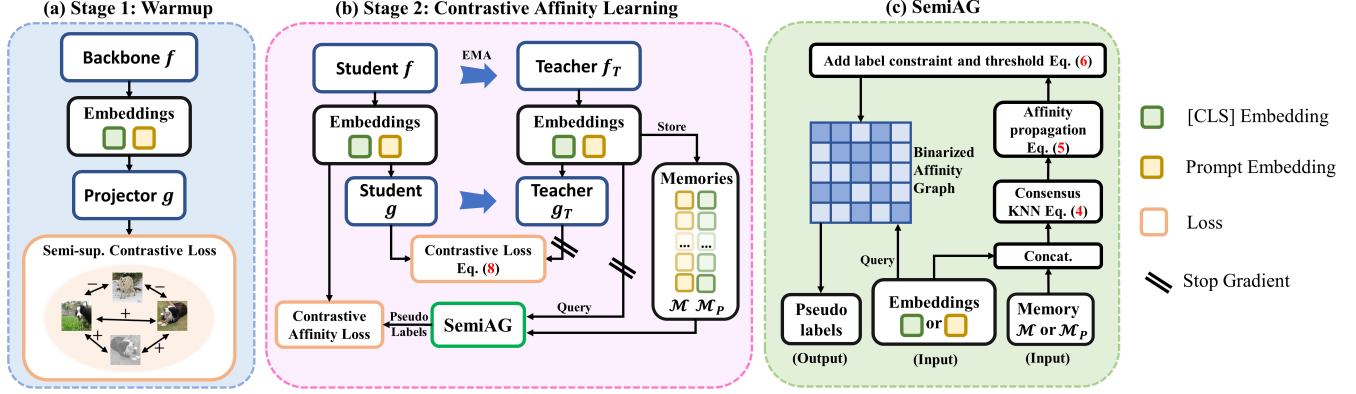 (a) Stage 1: Warmup
Backbone f
Embeddings
Projector g
Semi-sup. Contrastive Loss
−
−
+
+
+
(b) Stage 2: Contrastive Affinity Learning
Student f
EMA
Teacher f_T
Embeddings
Embeddings
Store
Student
g
Teacher
g_T
Memories
... ...
M M_P
Contrastive Loss
Eq. (8)
Query
Contrastive
Affinity Loss
Pseudo
Labels
SemiAG
(c) SemiAG
Add label constraint and threshold Eq. (6)
Affinity
propagation
Eq. (5)
Binarized
Affinity
Graph
Consensus
KNN Eq. (4)
Concat.
Query
Pseudo
labels
(Output)
Embeddings
or
(Input)
Memory
M or M_P
(Input)
[CLS] Embedding
Prompt Embedding
Loss
Stop Gradient